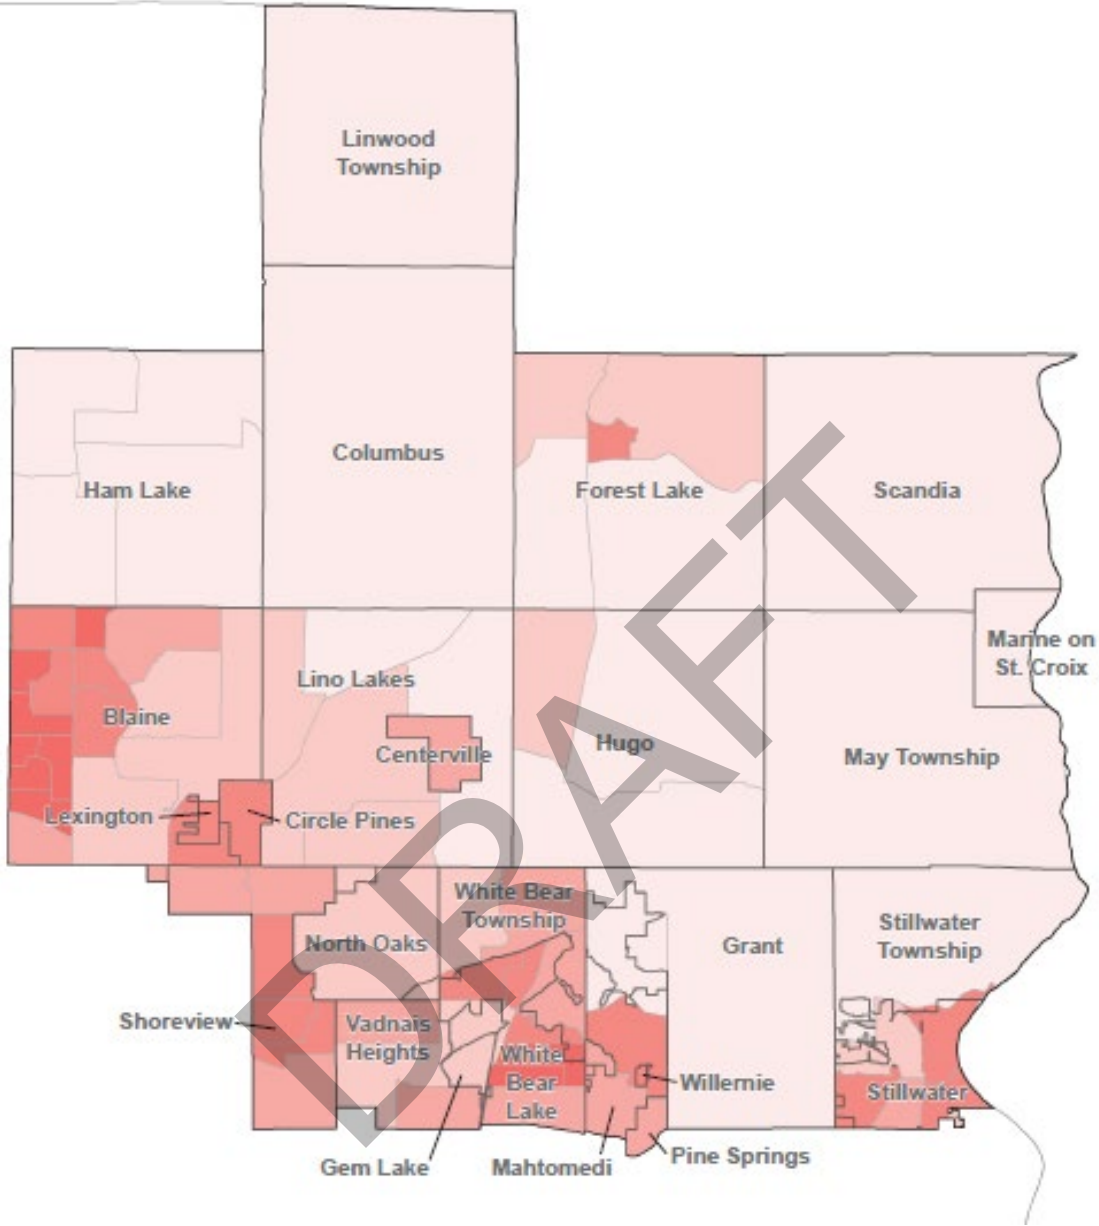 Linwood
Township
Columbus
Ham Lake
Forest Lake
Scandia
Marine on
St. Croix
Lino Lakes
Blaine
Centerville
Hugo
May Township
Lexington
Circle Pines
White Bear
Township
North Oaks
Grant
Stillwater
Township
Shoreview
Vadnais
Heights
White
Bear
Lake
Willernie
Stillwater
Gem Lake
Mahtomedi
Pine Springs
DRAFT